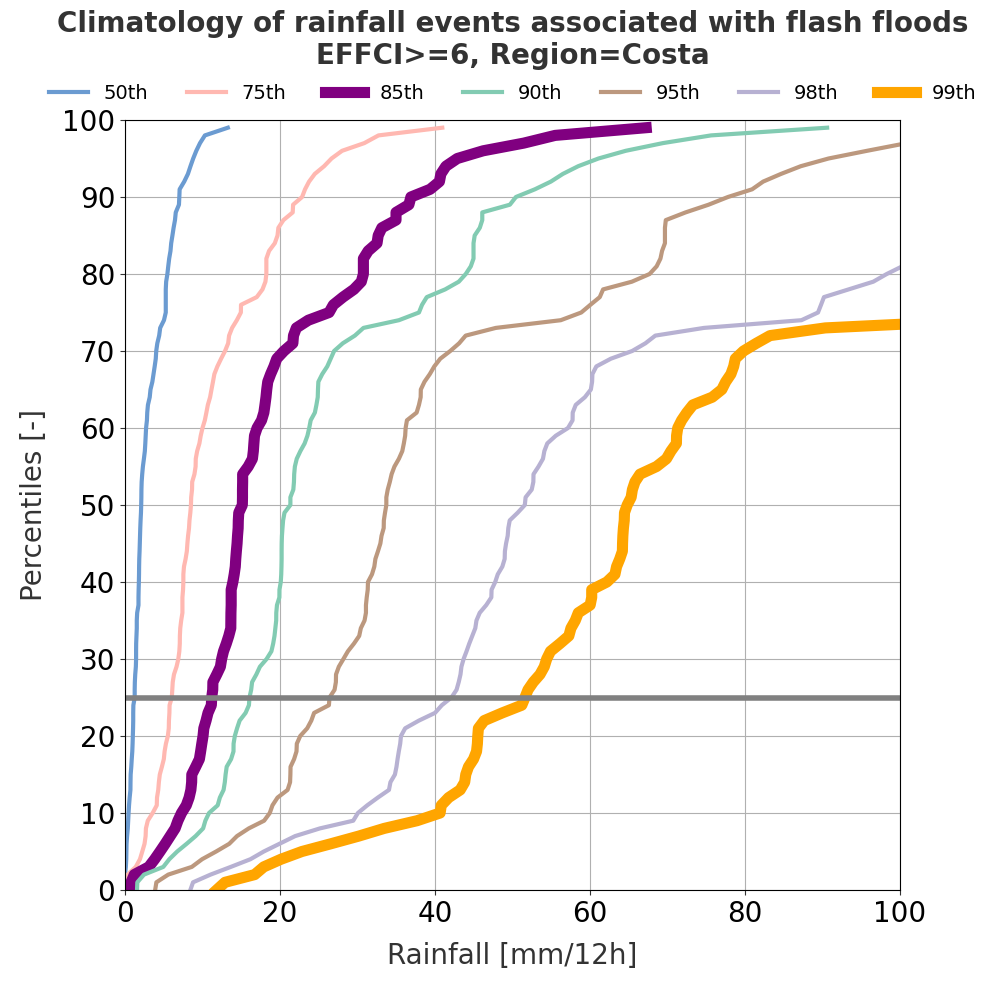 Climatology of rainfall events associated with flash floods
EFFCI>=6, Region=Costa
50th 75th 85th 90th 95th 98th 99th
100
90
80
70
60
50
40
30
20
10
0
Percentiles [-]
0 20 40 60 80 100
Rainfall [mm/12h]